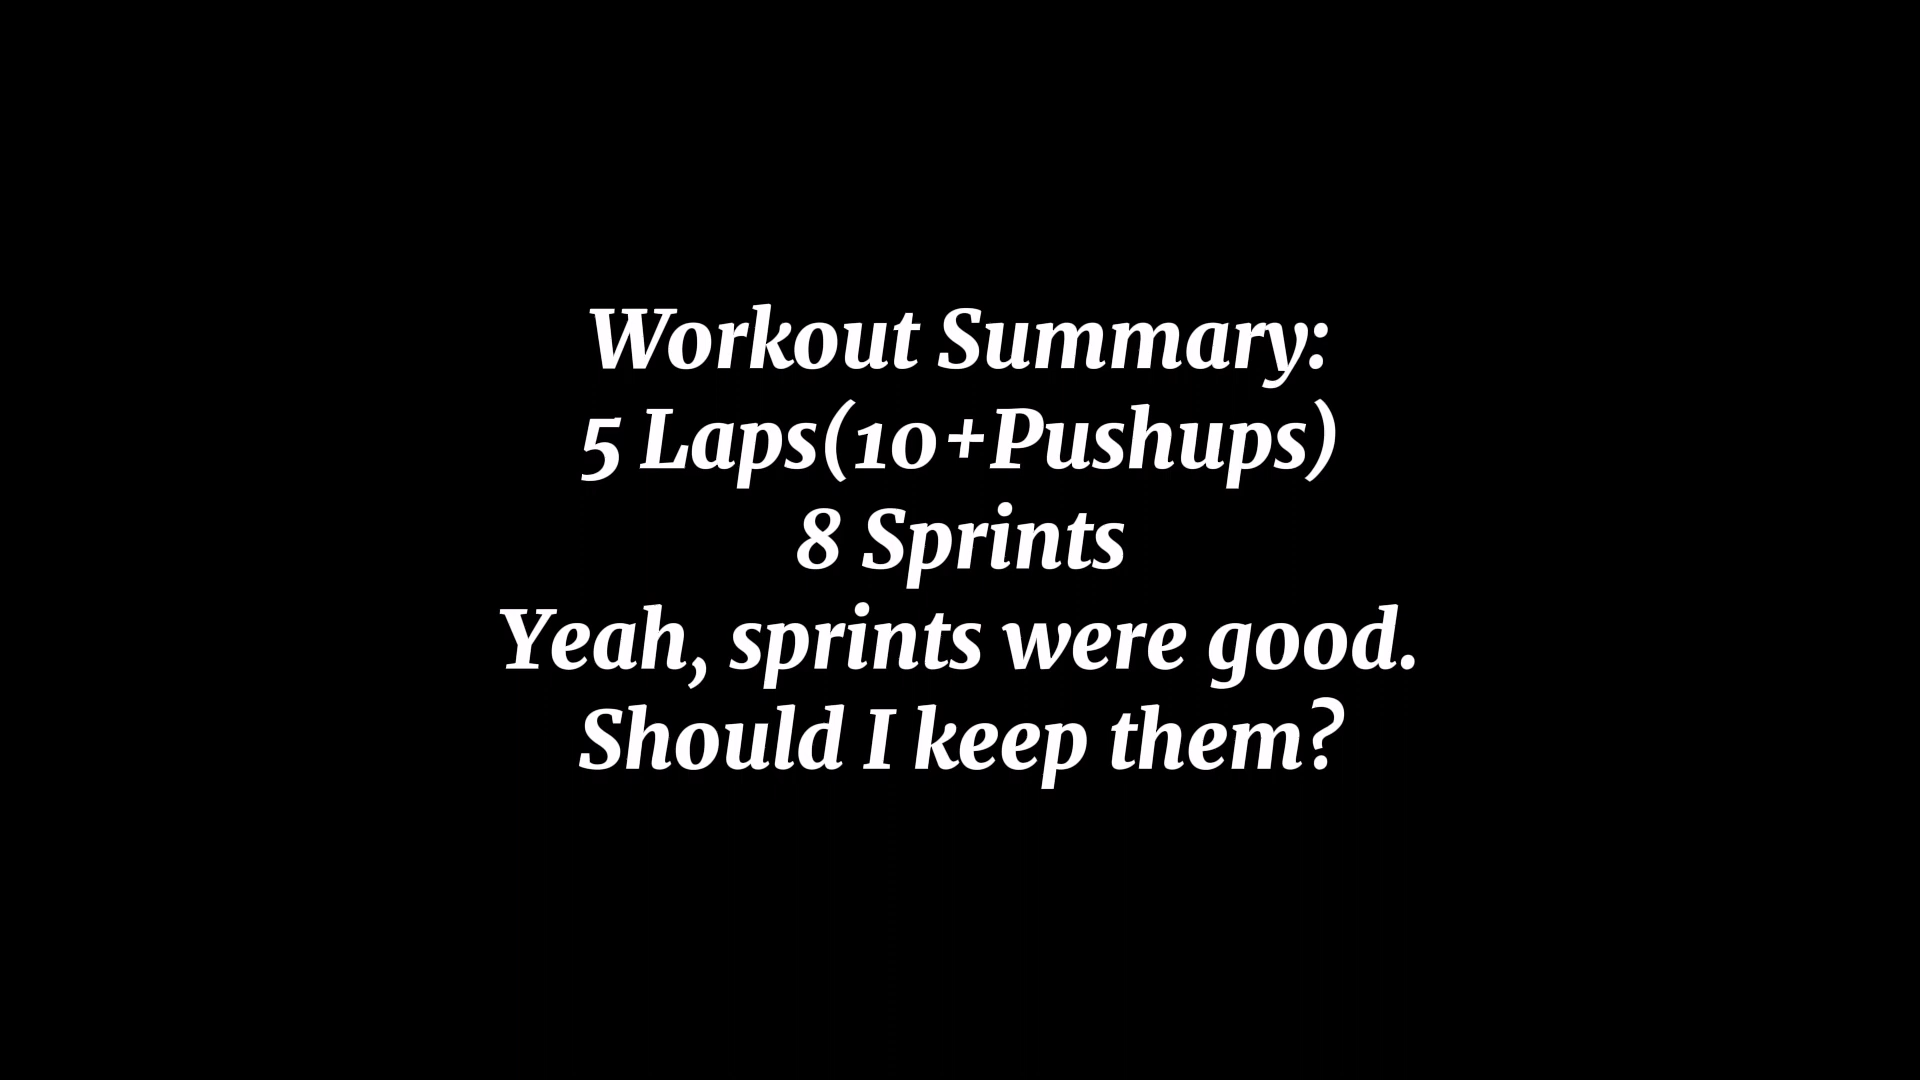 Workout Summary:
5 Laps(10+Pushups)
8 Sprints
Yeah, sprints were good.
Should I keep them?